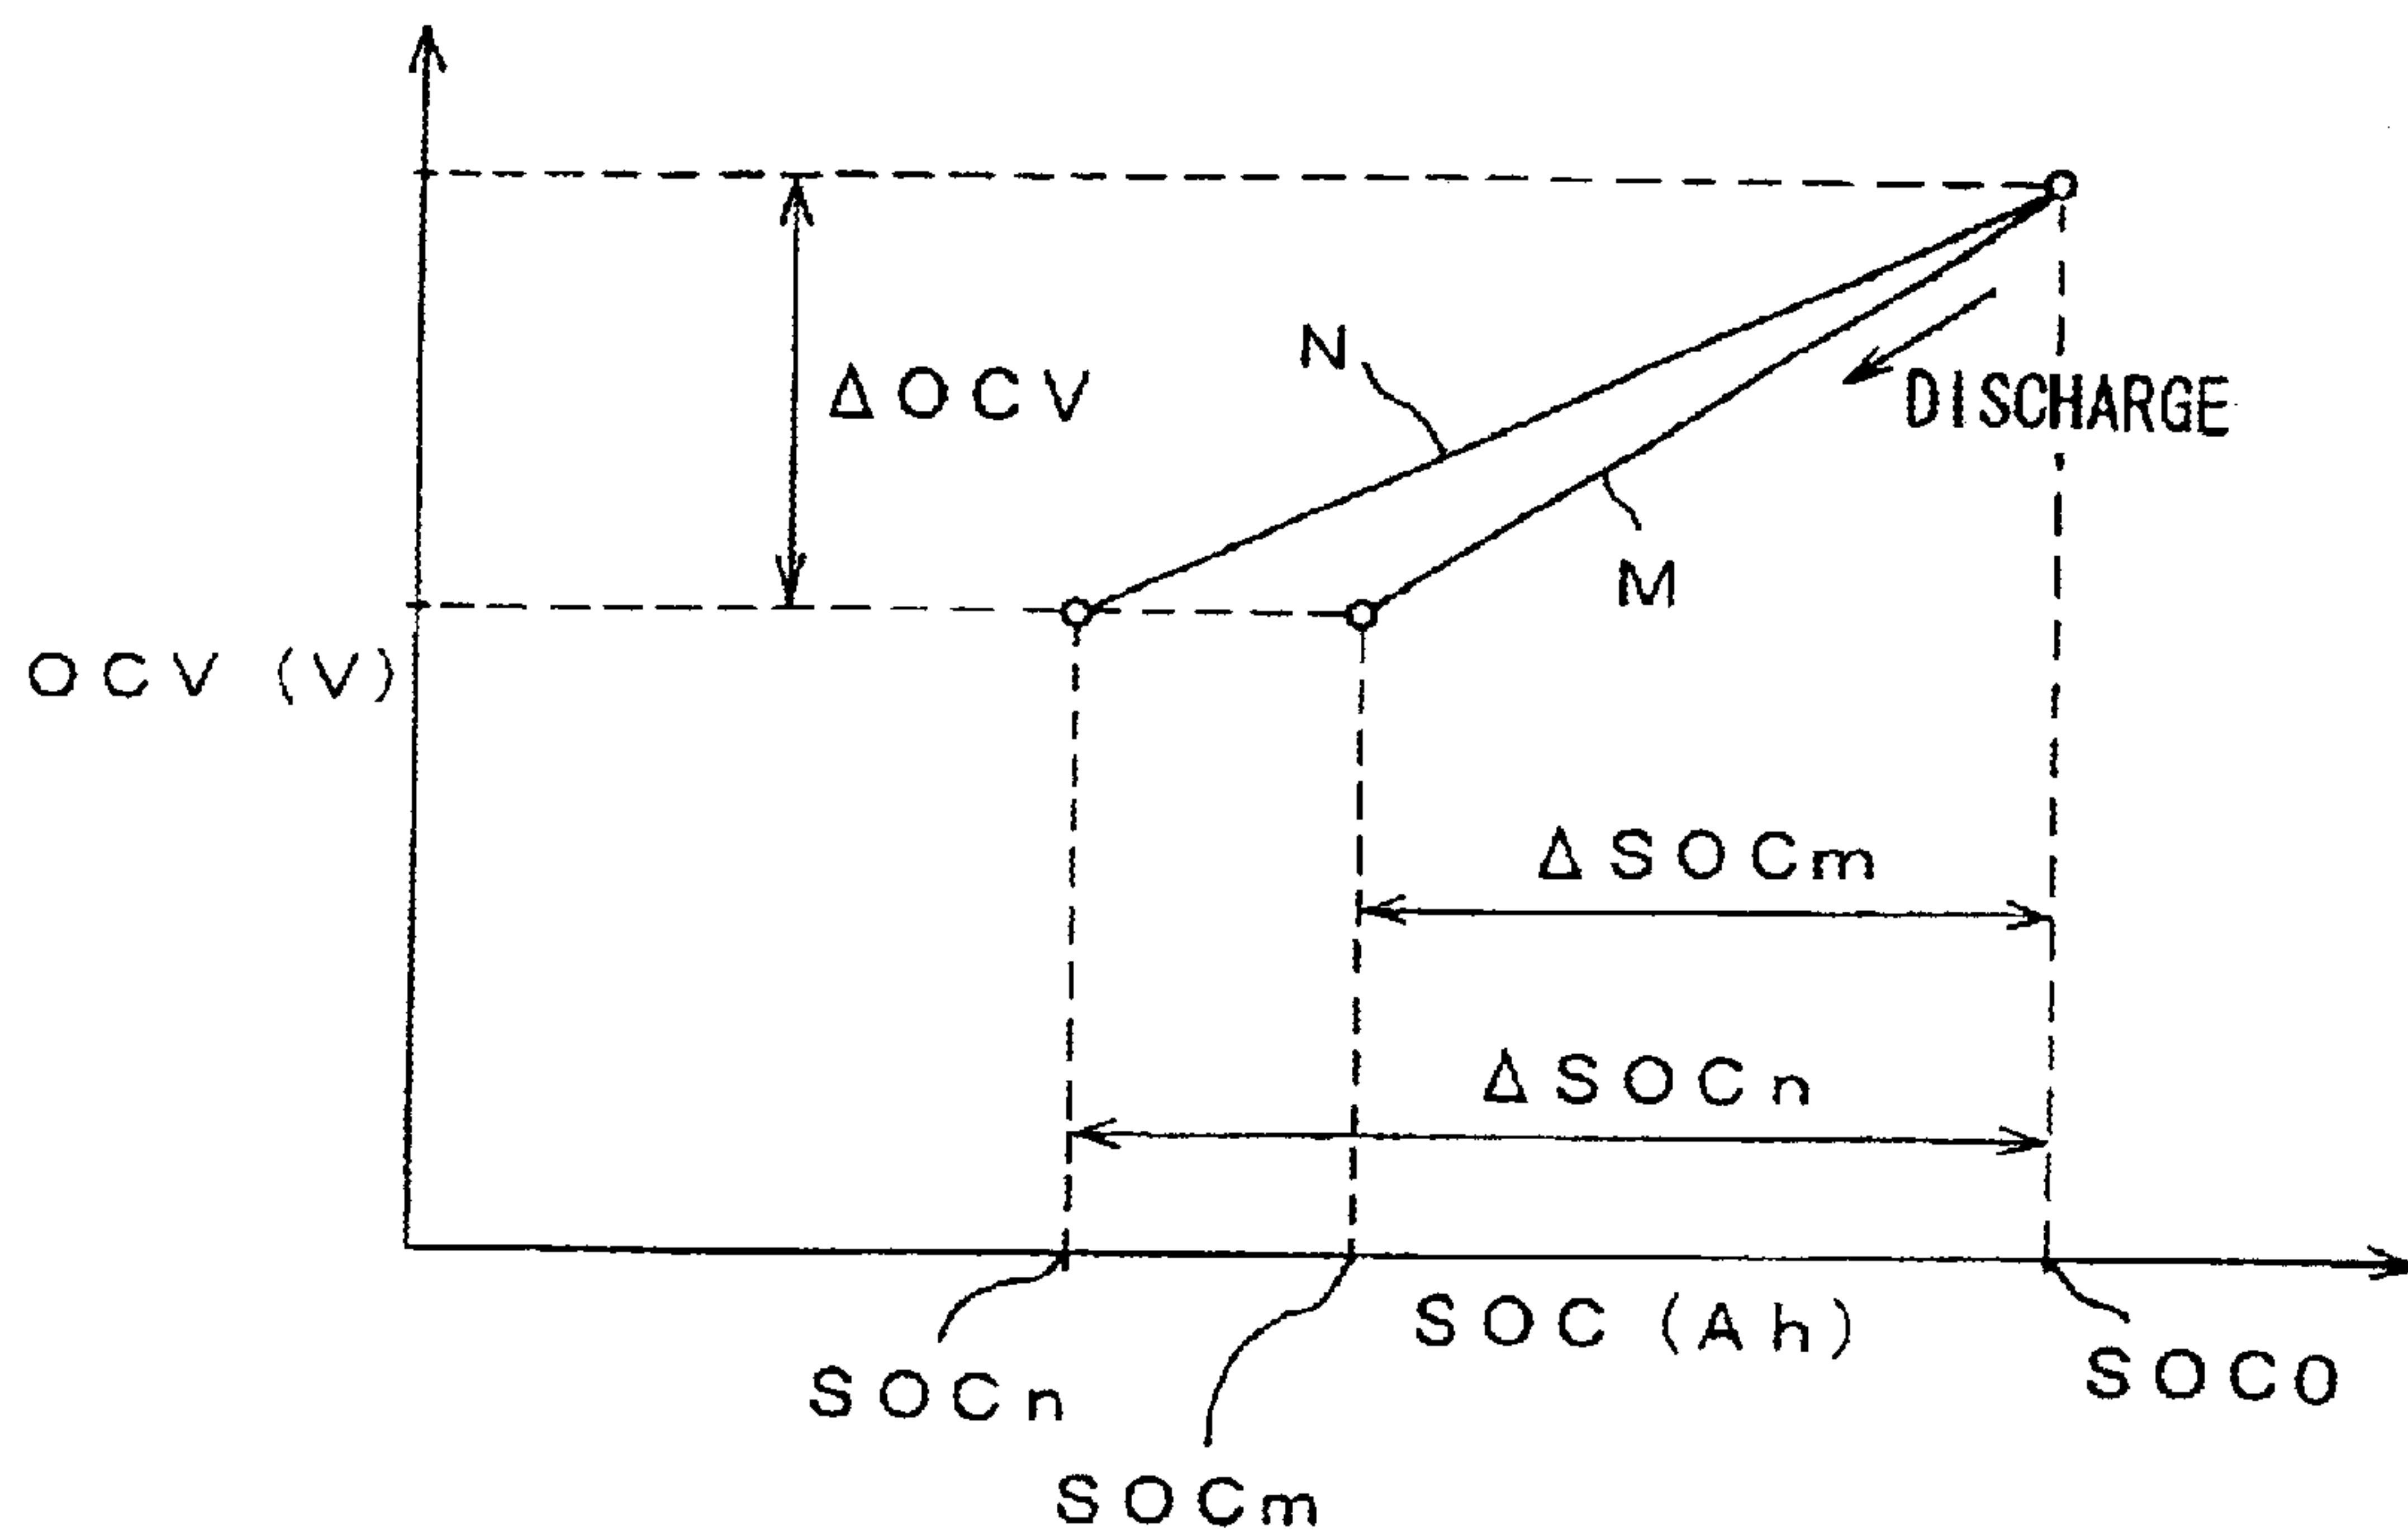 N
ΔOCV
DISCHARGE
M
OCV (V)
ΔSOCm
ΔSOCn
SOC (Ah)
SOCn
SOC0
SOCm